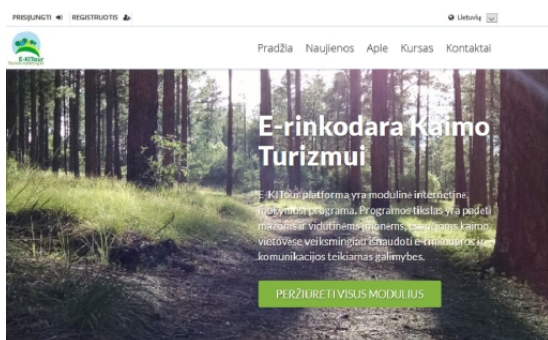 PRISIJUNGTI REGISTRUOTIS Lietuvių
E-KITour
Pradžia Naujienos Apie Kursas Kontaktai
E-rinkodara Kaimo
Turizmui
E-KITour platforma yra modulinė internetinė
mokymosi programa. Programos tikslas yra padėti
mažoms ir vidutinėms įmonėms, esančioms kaimo
vietovėse veiksmingiau išnaudoti e-rinkodaros ir
komunikacijos teikiamas galimybes.
PERŽIŪRĖTI VISUS MODULIUS